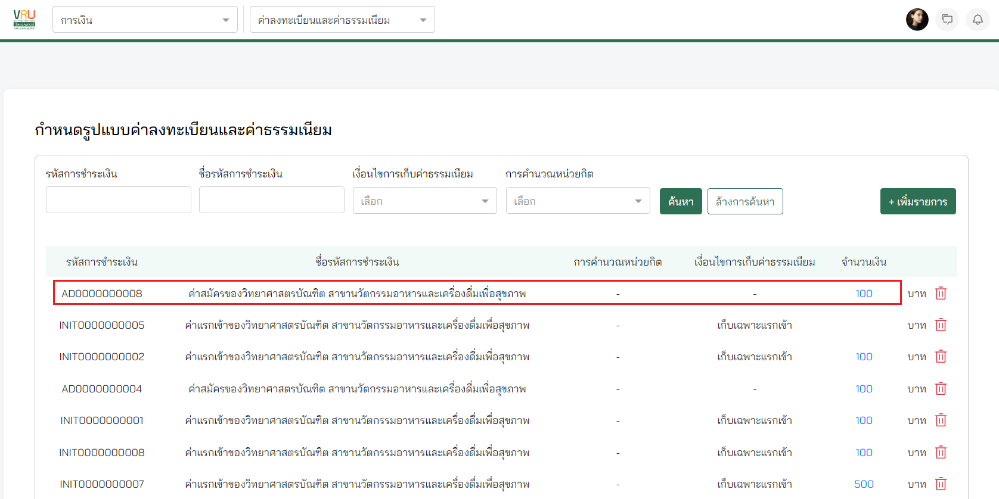 VRU
การเงิน
ค่าลงทะเบียนและค่าธรรมเนียม
กำหนดรูปแบบค่าลงทะเบียนและค่าธรรมเนียม
รหัสการชำระเงิน ชื่อรหัสการชำระเงิน เงื่อนไขการเก็บค่าธรรมเนียม การคำนวณหน่วยกิต
เลือก เลือก ค้นหา ล้างการค้นหา + เพิ่มรายการ
รหัสการชำระเงิน ชื่อรหัสการชำระเงิน การคำนวณหน่วยกิต เงื่อนไขการเก็บค่าธรรมเนียม จำนวนเงิน
AD0000000008 ค่าสมัครของวิทยาศาสตรบัณฑิต สาขานวัตกรรมอาหารและเครื่องดื่มเพื่อสุขภาพ - - 100 บาท
INIT0000000005 ค่าแรกเข้าของวิทยาศาสตรบัณฑิต สาขานวัตกรรมอาหารและเครื่องดื่มเพื่อสุขภาพ - เก็บเฉพาะแรกเข้า บาท
INIT0000000002 ค่าแรกเข้าของวิทยาศาสตรบัณฑิต สาขานวัตกรรมอาหารและเครื่องดื่มเพื่อสุขภาพ - เก็บเฉพาะแรกเข้า 100 บาท
AD0000000004 ค่าสมัครของวิทยาศาสตรบัณฑิต สาขานวัตกรรมอาหารและเครื่องดื่มเพื่อสุขภาพ - - 100 บาท
INIT0000000001 ค่าแรกเข้าของวิทยาศาสตรบัณฑิต สาขานวัตกรรมอาหารและเครื่องดื่มเพื่อสุขภาพ - เก็บเฉพาะแรกเข้า 100 บาท
INIT0000000008 ค่าแรกเข้าของวิทยาศาสตรบัณฑิต สาขานวัตกรรมอาหารและเครื่องดื่มเพื่อสุขภาพ - เก็บเฉพาะแรกเข้า 100 บาท
INIT0000000007 ค่าแรกเข้าของวิทยาศาสตรบัณฑิต สาขานวัตกรรมอาหารและเครื่องดื่มเพื่อสุขภาพ - เก็บเฉพาะแรกเข้า 500 บาท